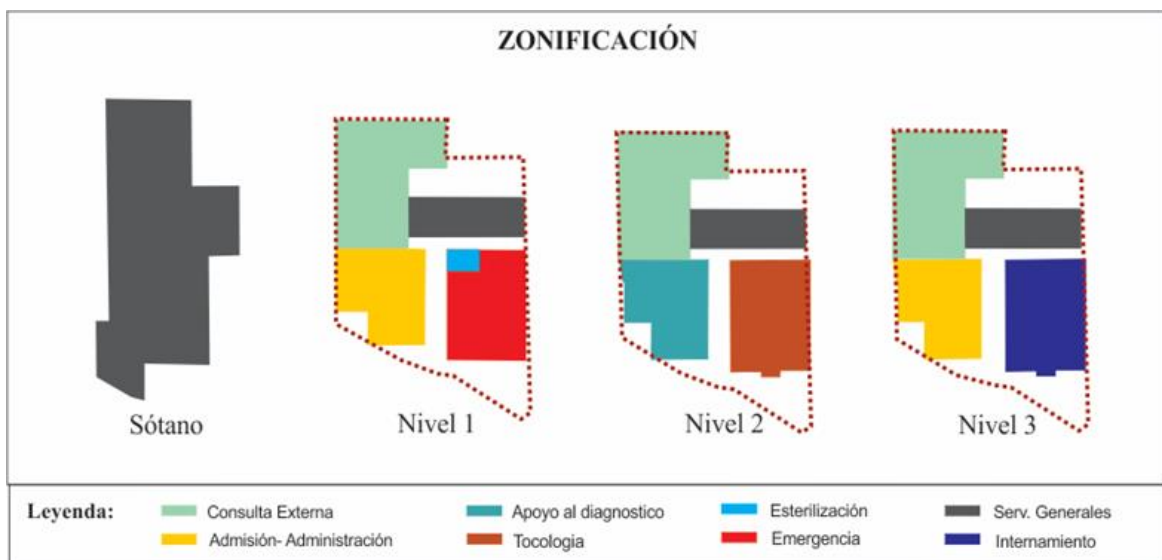 ZONIFICACIÓN
Sótano
Nivel 1
Nivel 2
Nivel 3
Leyenda:
Consulta Externa
Apoyo al diagnostico
Esterilización
Serv. Generales
Admisión- Administración
Tocologia
Emergencia
Internamiento